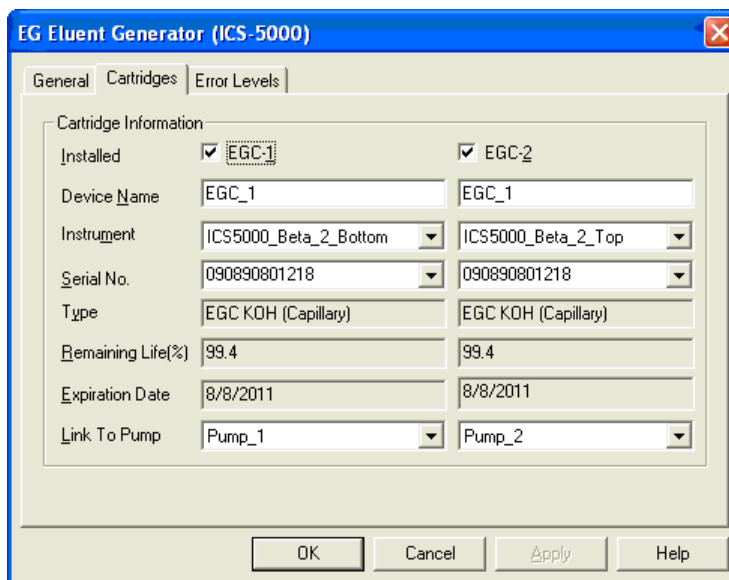 EG Eluent Generator (ICS-5000)
General Cartridges Error Levels
Cartridge Information
Installed EGC-1 EGC-2
Device Name EGC_1 EGC_1
Instrument ICS5000_Beta_2_Bottom ICS5000_Beta_2_Top
Serial No. 090890801218 090890801218
Type EGC KOH (Capillary) EGC KOH (Capillary)
Remaining Life(%) 99.4 99.4
Expiration Date 8/8/2011 8/8/2011
Link To Pump Pump_1 Pump_2
OK Cancel Apply Help